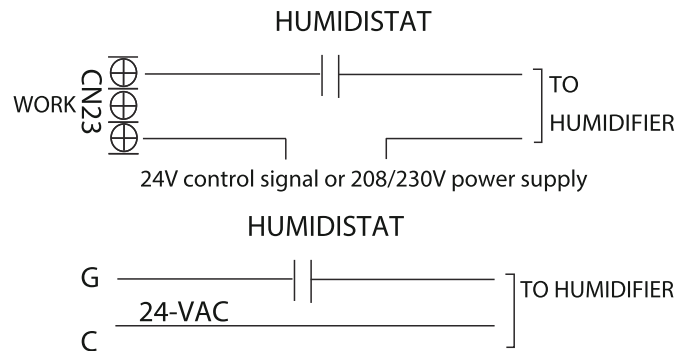 HUMIDISTAT
WORK
CN23
TO
HUMIDIFIER
24V control signal or 208/230V power supply
HUMIDISTAT
G
TO HUMIDIFIER
24-VAC
C